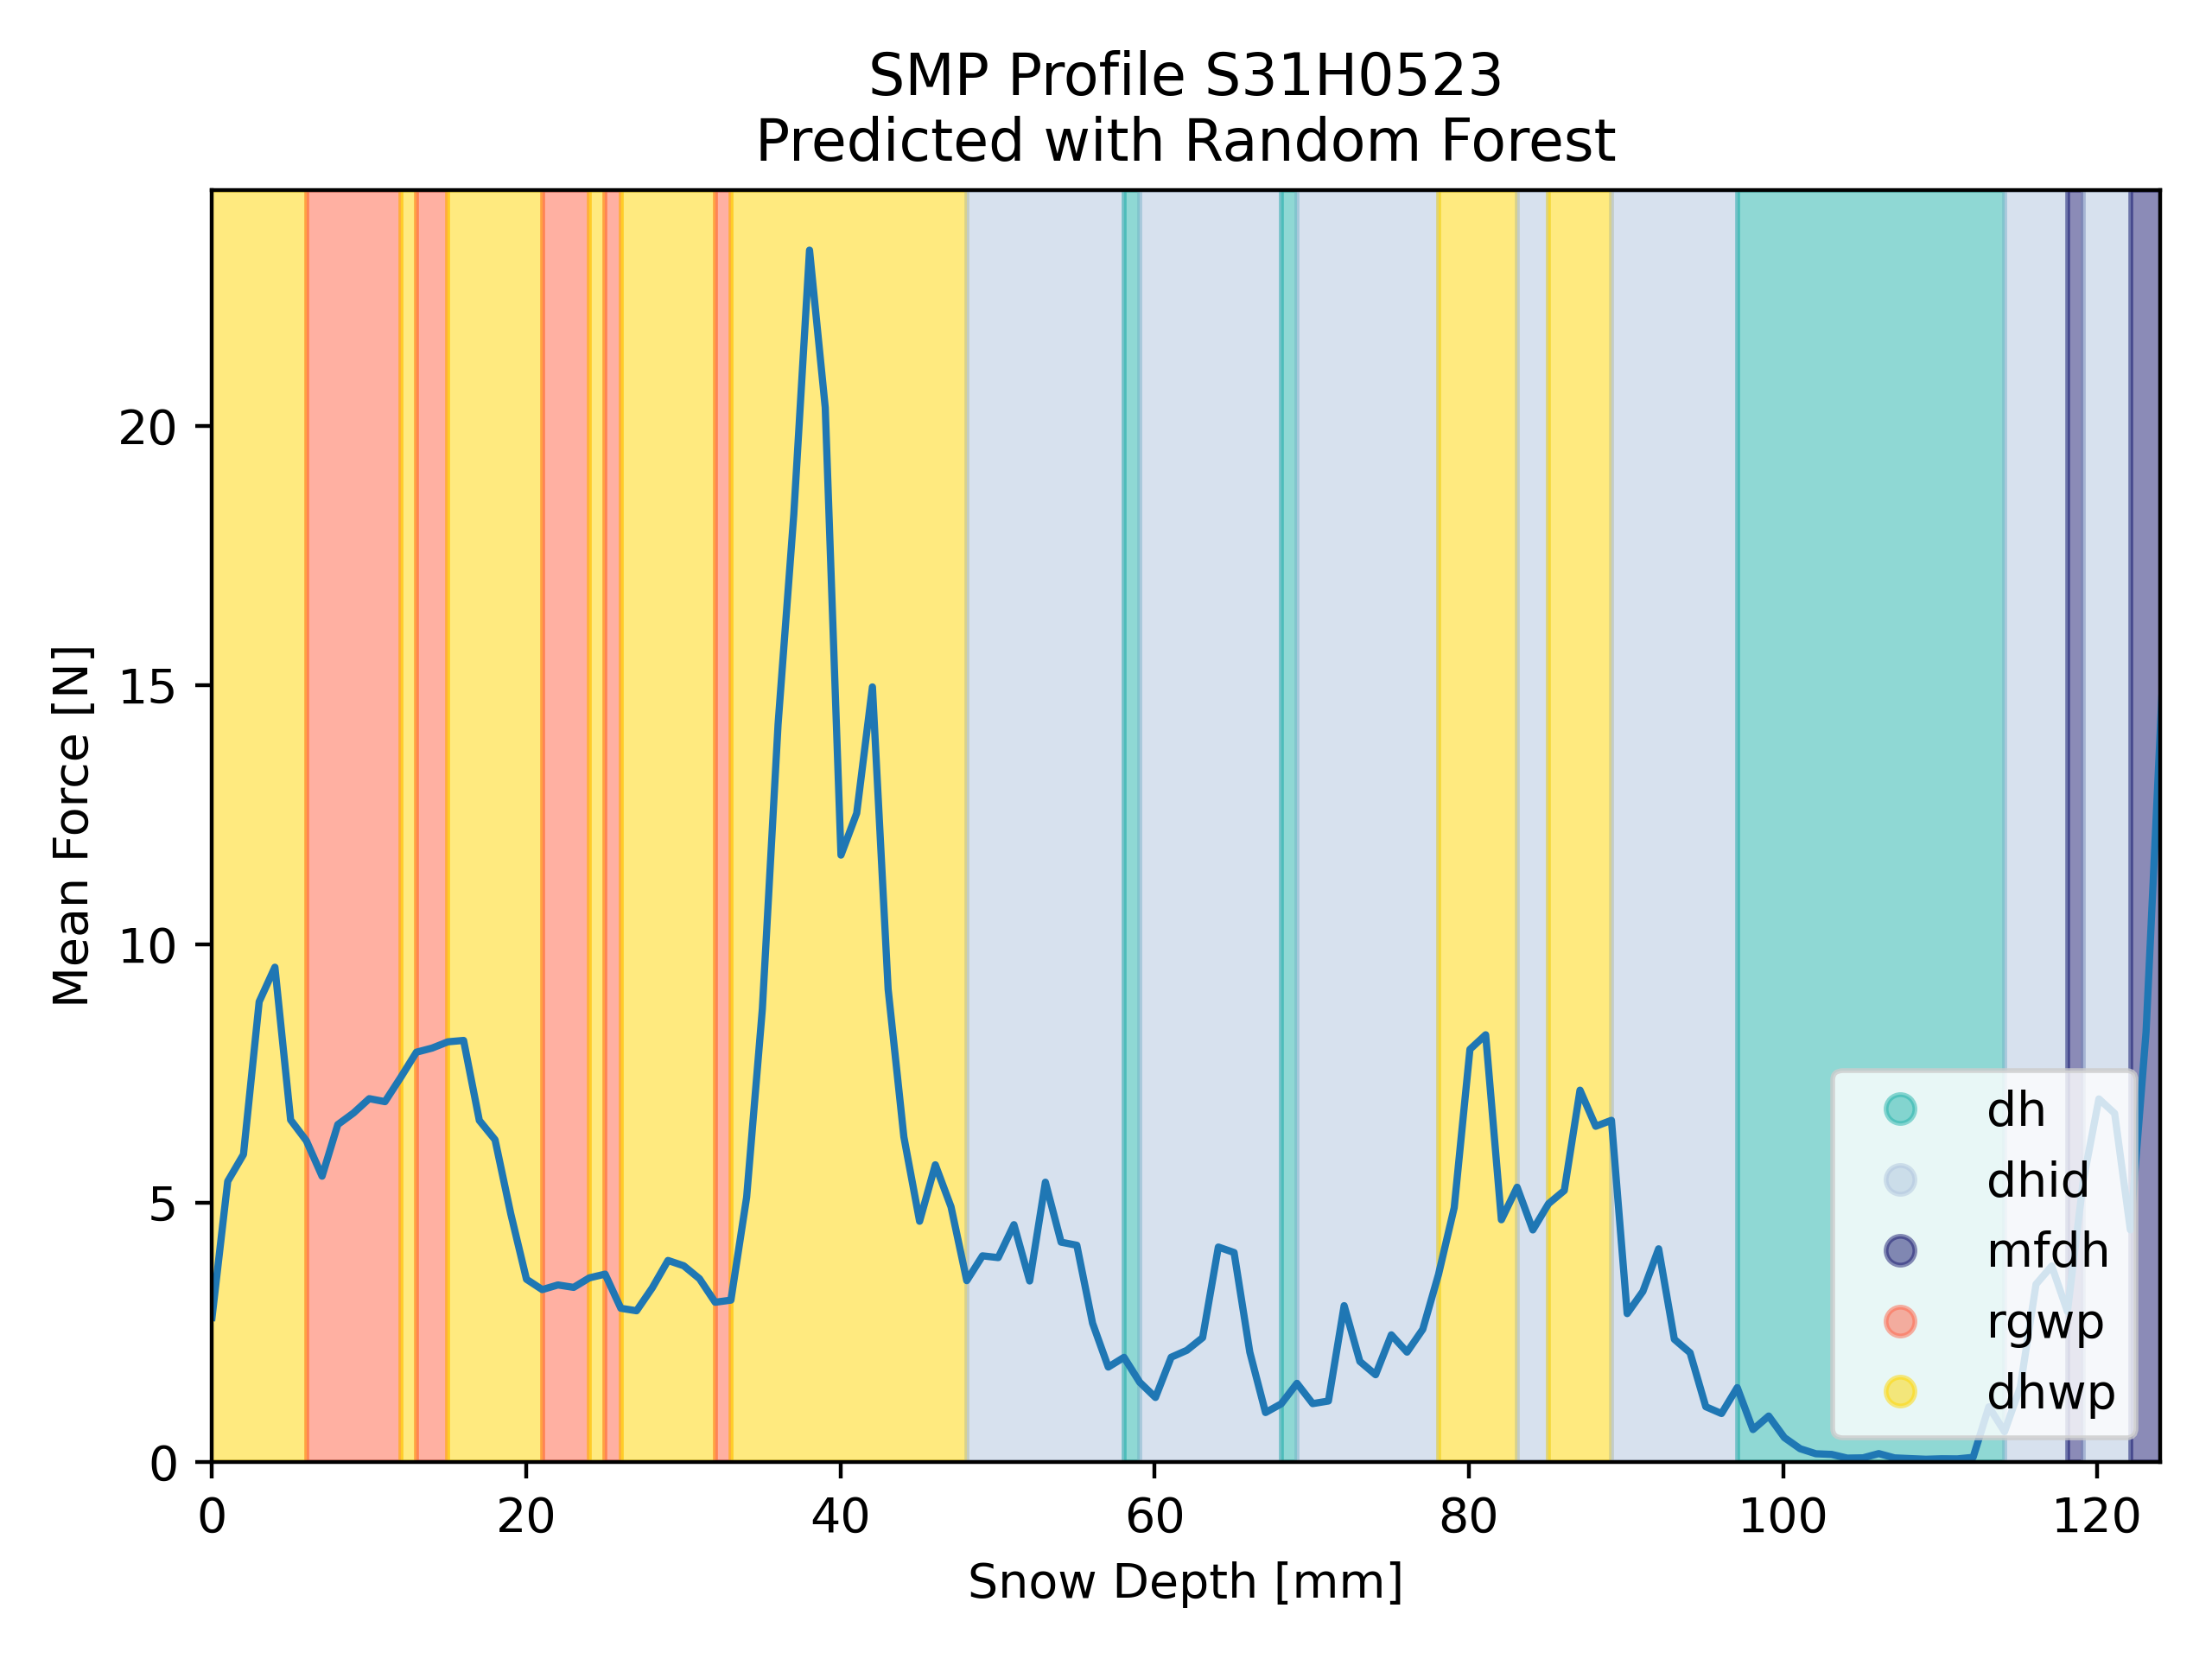 SMP Profile S31H0523
Predicted with Random Forest
Mean Force [N]
20
15
10
5
0
dh
dhid
mfdh
rgwp
dhwp
0 20 40 60 80 100 120
Snow Depth [mm]